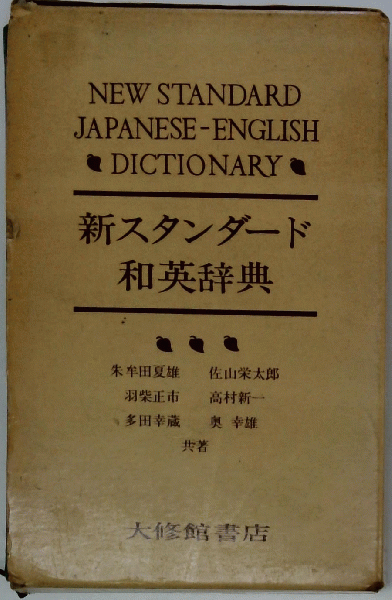 NEW STANDARD
JAPANESE-ENGLISH
DICTIONARY
新スタンダード
和英辞典
朱牟田夏雄 佐山栄太郎
羽柴正市 高村新一
多田幸蔵 奥幸雄
共著
大修館書店